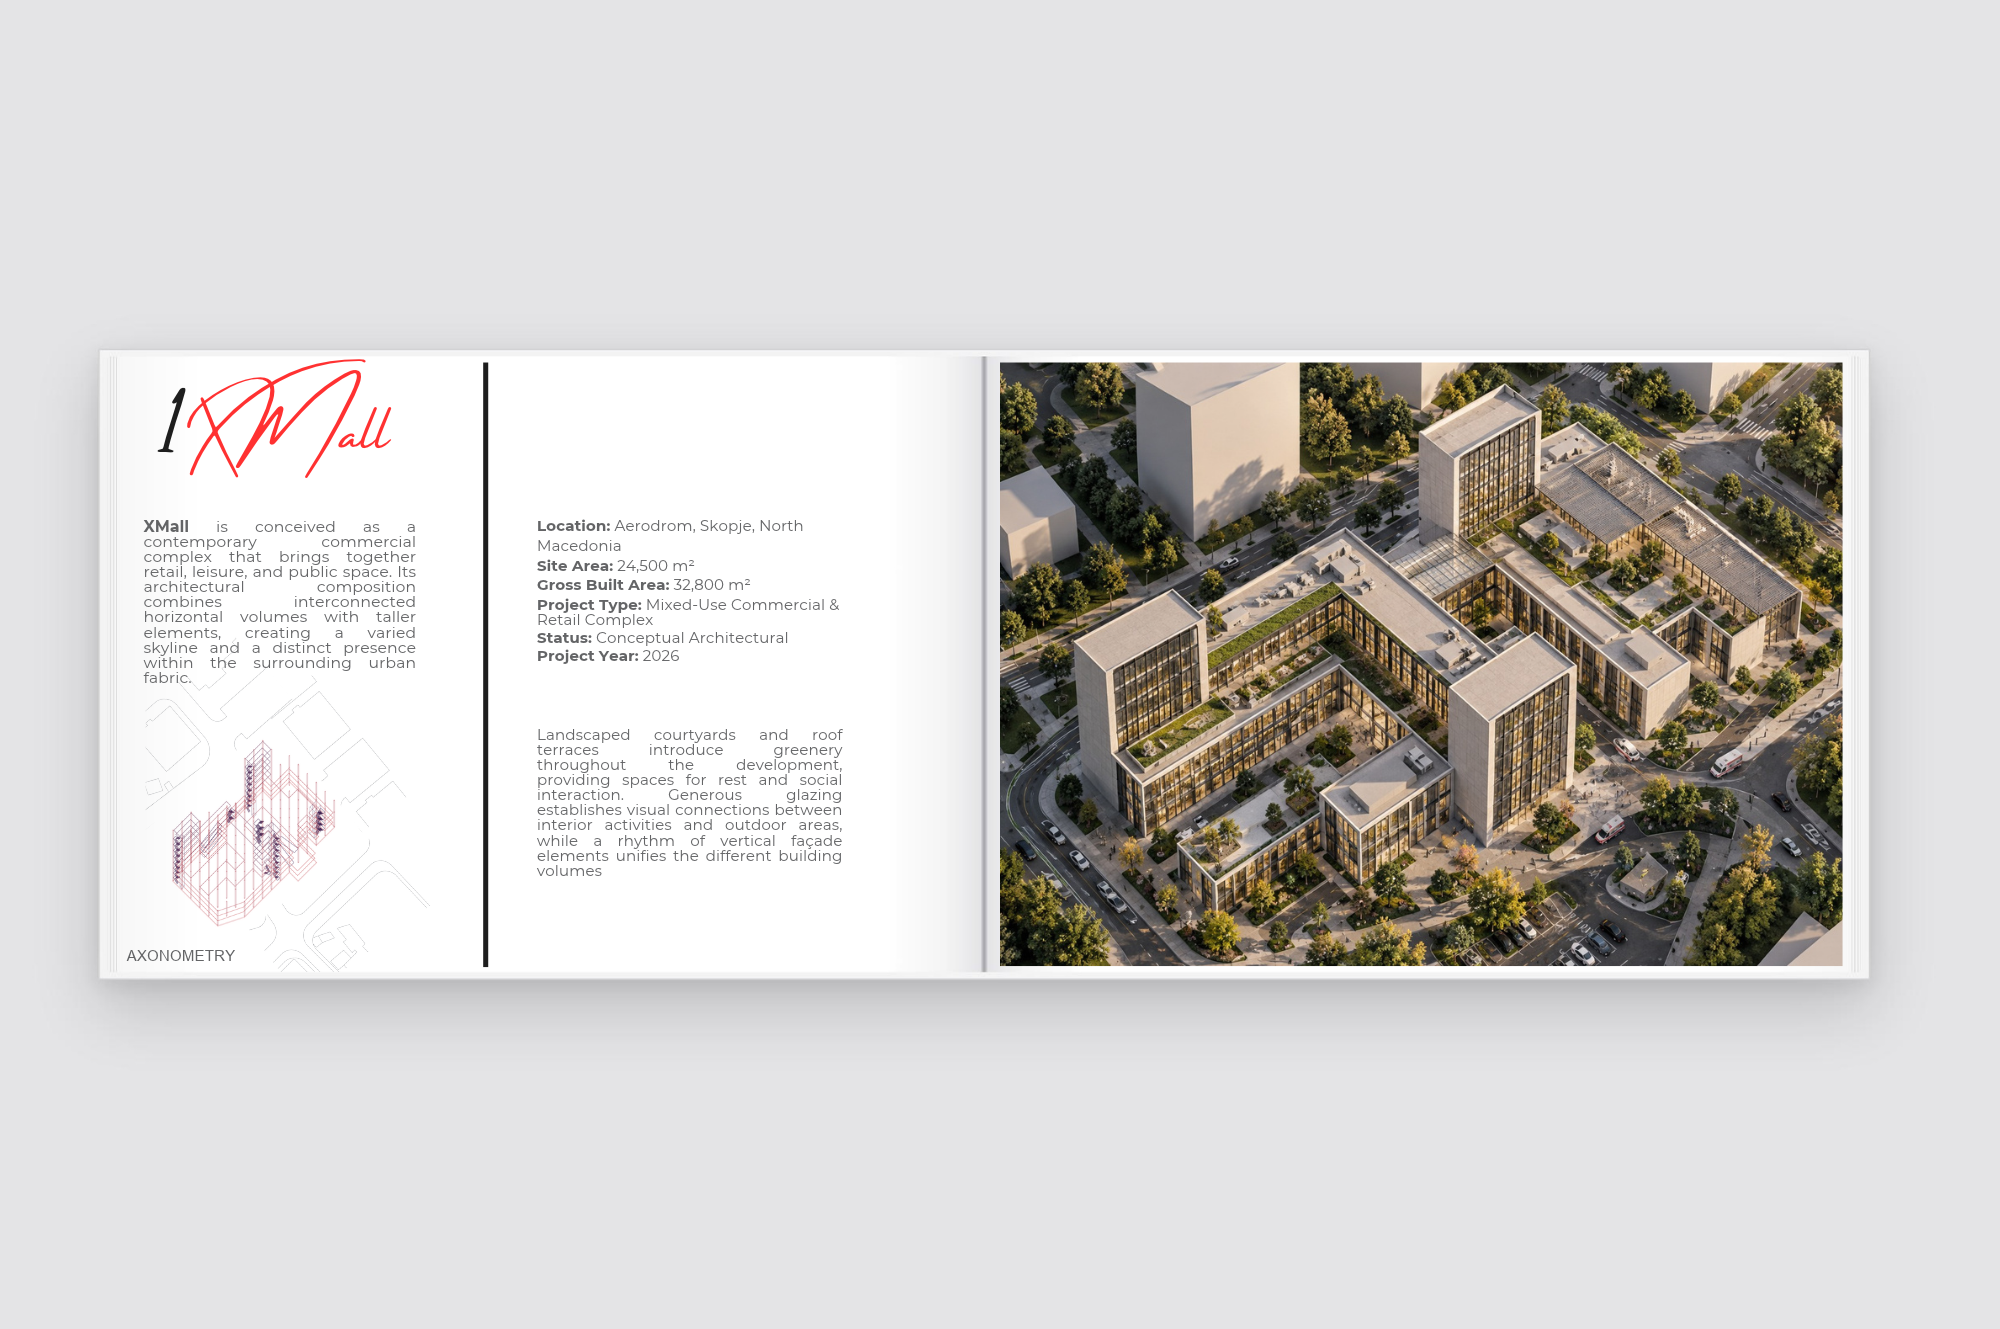 1 XMall
XMall is conceived as a
contemporary commercial
complex that brings together
retail, leisure, and public space. Its
architectural composition
combines interconnected
horizontal volumes with taller
elements, creating a varied
skyline and a distinct presence
within the surrounding urban
fabric.
AXONOMETRY
Location: Aerodrom, Skopje, North
Macedonia
Site Area: 24,500 m²
Gross Built Area: 32,800 m²
Project Type: Mixed-Use Commercial &
Retail Complex
Status: Conceptual Architectural
Project Year: 2026
Landscaped courtyards and roof
terraces introduce greenery
throughout the development,
providing spaces for rest and social
interaction. Generous glazing
establishes visual connections between
interior activities and outdoor areas,
while a rhythm of vertical façade
elements unifies the different building
volumes